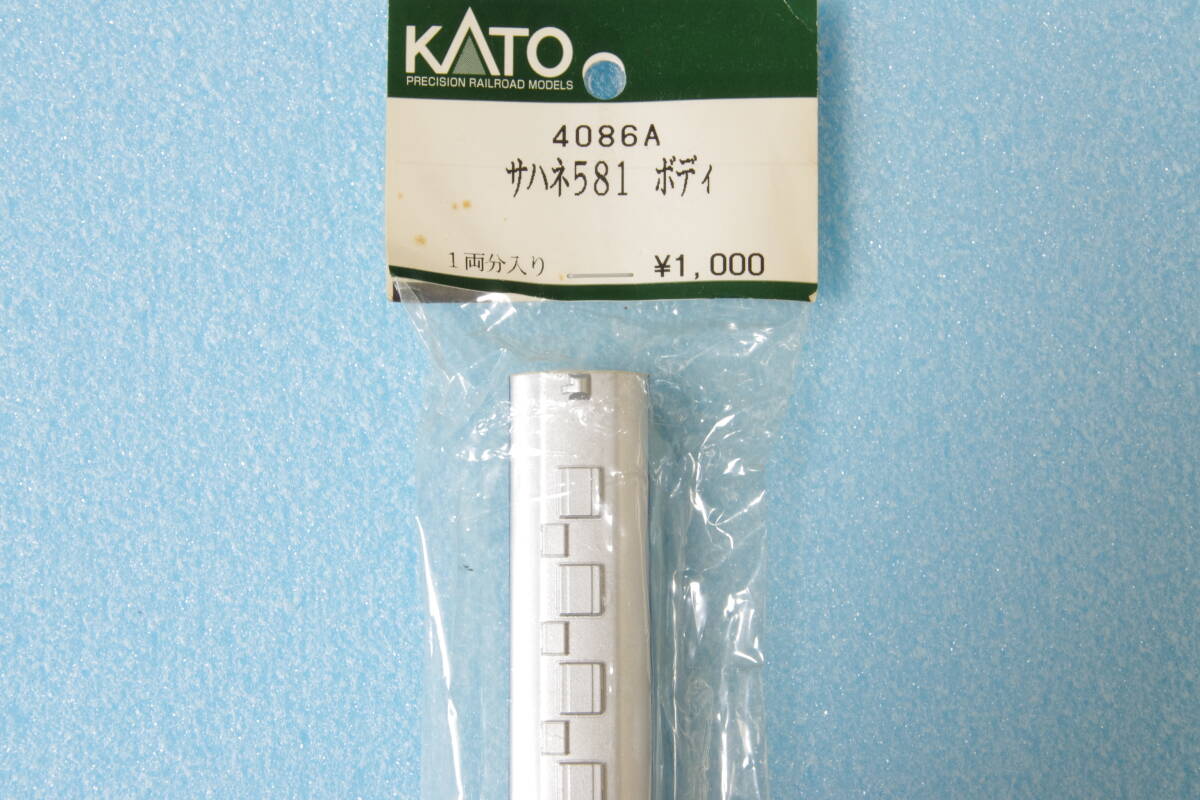 KATO
PRECISION RAILROAD MODELS
4086A
サハネ581 ボディ
1両分入り ¥1,000